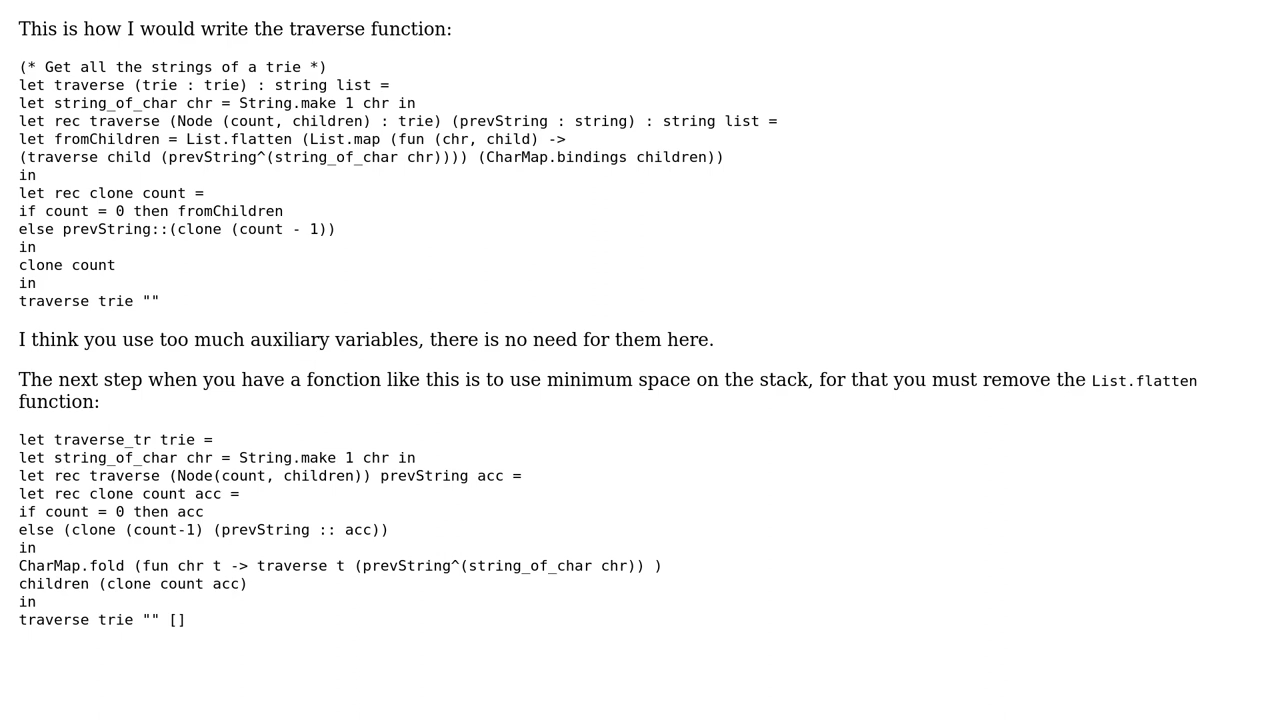 This is how I would write the traverse function:
(* Get all the strings of a trie *)
let traverse (trie : trie) : string list =
let string_of_char chr = String.make 1 chr in
let rec traverse (Node (count, children) : trie) (prevString : string) : string list =
let fromChildren = List.flatten (List.map (fun (chr, child) ->
(traverse child (prevString^(string_of_char chr)))) (CharMap.bindings children))
in
let rec clone count =
if count = 0 then fromChildren
else prevString::(clone (count - 1))
in
clone count
in
traverse trie ""
I think you use too much auxiliary variables, there is no need for them here.
The next step when you have a fonction like this is to use minimum space on the stack, for that you must remove the List.flatten
function:
let traverse_tr trie =
let string_of_char chr = String.make 1 chr in
let rec traverse (Node(count, children)) prevString acc =
let rec clone count acc =
if count = 0 then acc
else (clone (count-1) (prevString :: acc))
in
CharMap.fold (fun chr t -> traverse t (prevString^(string_of_char chr)) )
children (clone count acc)
in
traverse trie "" []